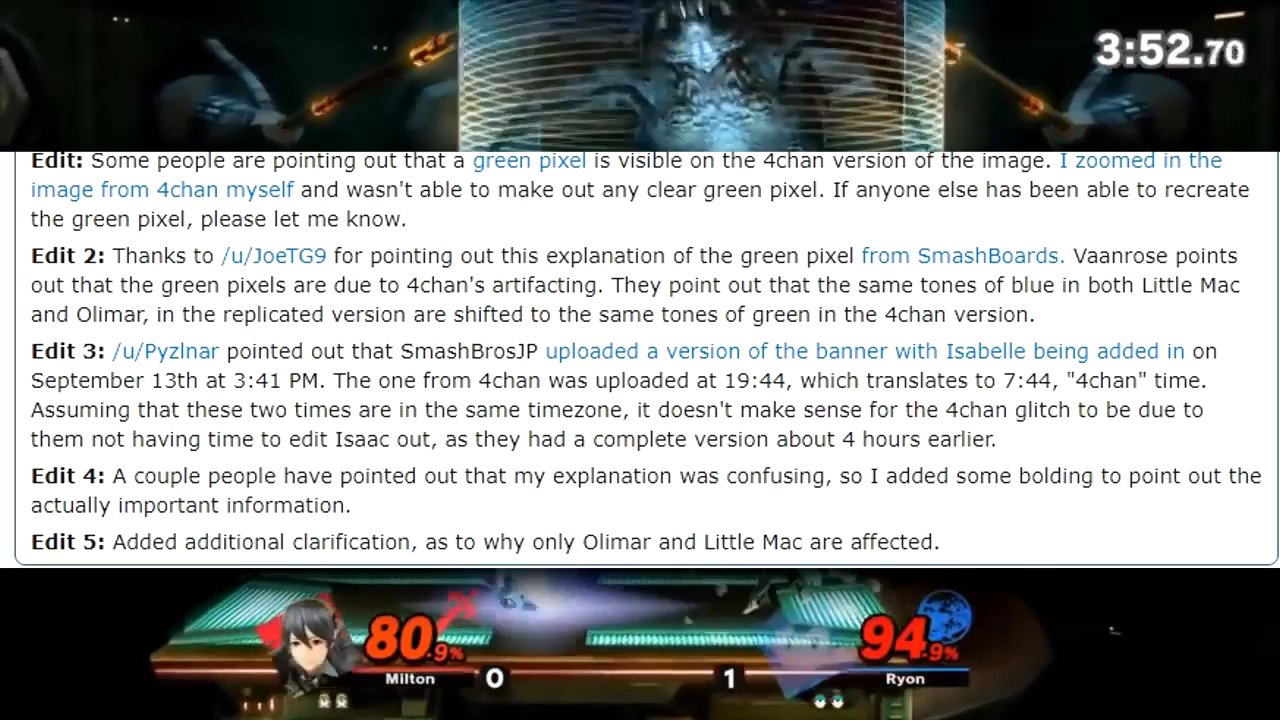 3:52.70
Edit: Some people are pointing out that a green pixel is visible on the 4chan version of the image. I zoomed in the
image from 4chan myself and wasn't able to make out any clear green pixel. If anyone else has been able to recreate
the green pixel, please let me know.
Edit 2: Thanks to /u/JoeTG9 for pointing out this explanation of the green pixel from SmashBoards. Vaanrose points
out that the green pixels are due to 4chan's artifacting. They point out that the same tones of blue in both Little Mac
and Olimar, in the replicated version are shifted to the same tones of green in the 4chan version.
Edit 3: /u/Pyzlnar pointed out that SmashBrosJP uploaded a version of the banner with Isabelle being added in on
September 13th at 3:41 PM. The one from 4chan was uploaded at 19:44, which translates to 7:44, "4chan" time.
Assuming that these two times are in the same timezone, it doesn't make sense for the 4chan glitch to be due to
them not having time to edit Isaac out, as they had a complete version about 4 hours earlier.
Edit 4: A couple people have pointed out that my explanation was confusing, so I added some bolding to point out the
actually important information.
Edit 5: Added additional clarification, as to why only Olimar and Little Mac are affected.
80.9% 94.9%
Milton 0 1 Ryon